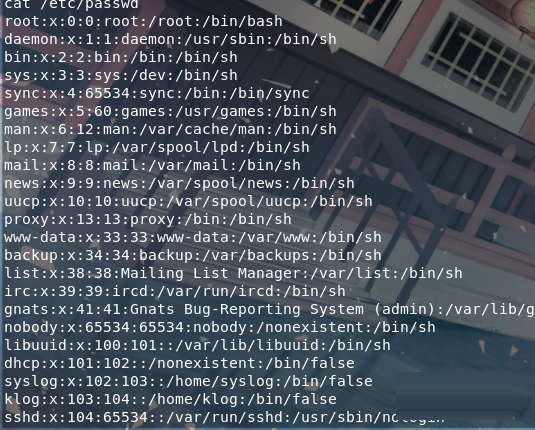 cat /etc/passwd
root:x:0:0:root:/root:/bin/bash
daemon:x:1:1:daemon:/usr/sbin:/bin/sh
bin:x:2:2:bin:/bin:/bin/sh
sys:x:3:3:sys:/dev:/bin/sh
sync:x:4:65534:sync:/bin:/bin/sync
games:x:5:60:games:/usr/games:/bin/sh
man:x:6:12:man:/var/cache/man:/bin/sh
lp:x:7:7:lp:/var/spool/lpd:/bin/sh
mail:x:8:8:mail:/var/mail:/bin/sh
news:x:9:9:news:/var/spool/news:/bin/sh
uucp:x:10:10:uucp:/var/spool/uucp:/bin/sh
proxy:x:13:13:proxy:/bin:/bin/sh
www-data:x:33:33:www-data:/var/www:/bin/sh
backup:x:34:34:backup:/var/backups:/bin/sh
list:x:38:38:Mailing List Manager:/var/list:/bin/sh
irc:x:39:39:ircd:/var/run/ircd:/bin/sh
gnats:x:41:41:Gnats Bug-Reporting System (admin):/var/lib/g
nobody:x:65534:65534:nobody:/nonexistent:/bin/sh
libuuid:x:100:101::/var/lib/libuuid:/bin/sh
dhcp:x:101:102::/nonexistent:/bin/false
syslog:x:102:103::/home/syslog:/bin/false
klog:x:103:104::/home/klog:/bin/false
sshd:x:104:65534::/var/run/sshd:/usr/sbin/nologin